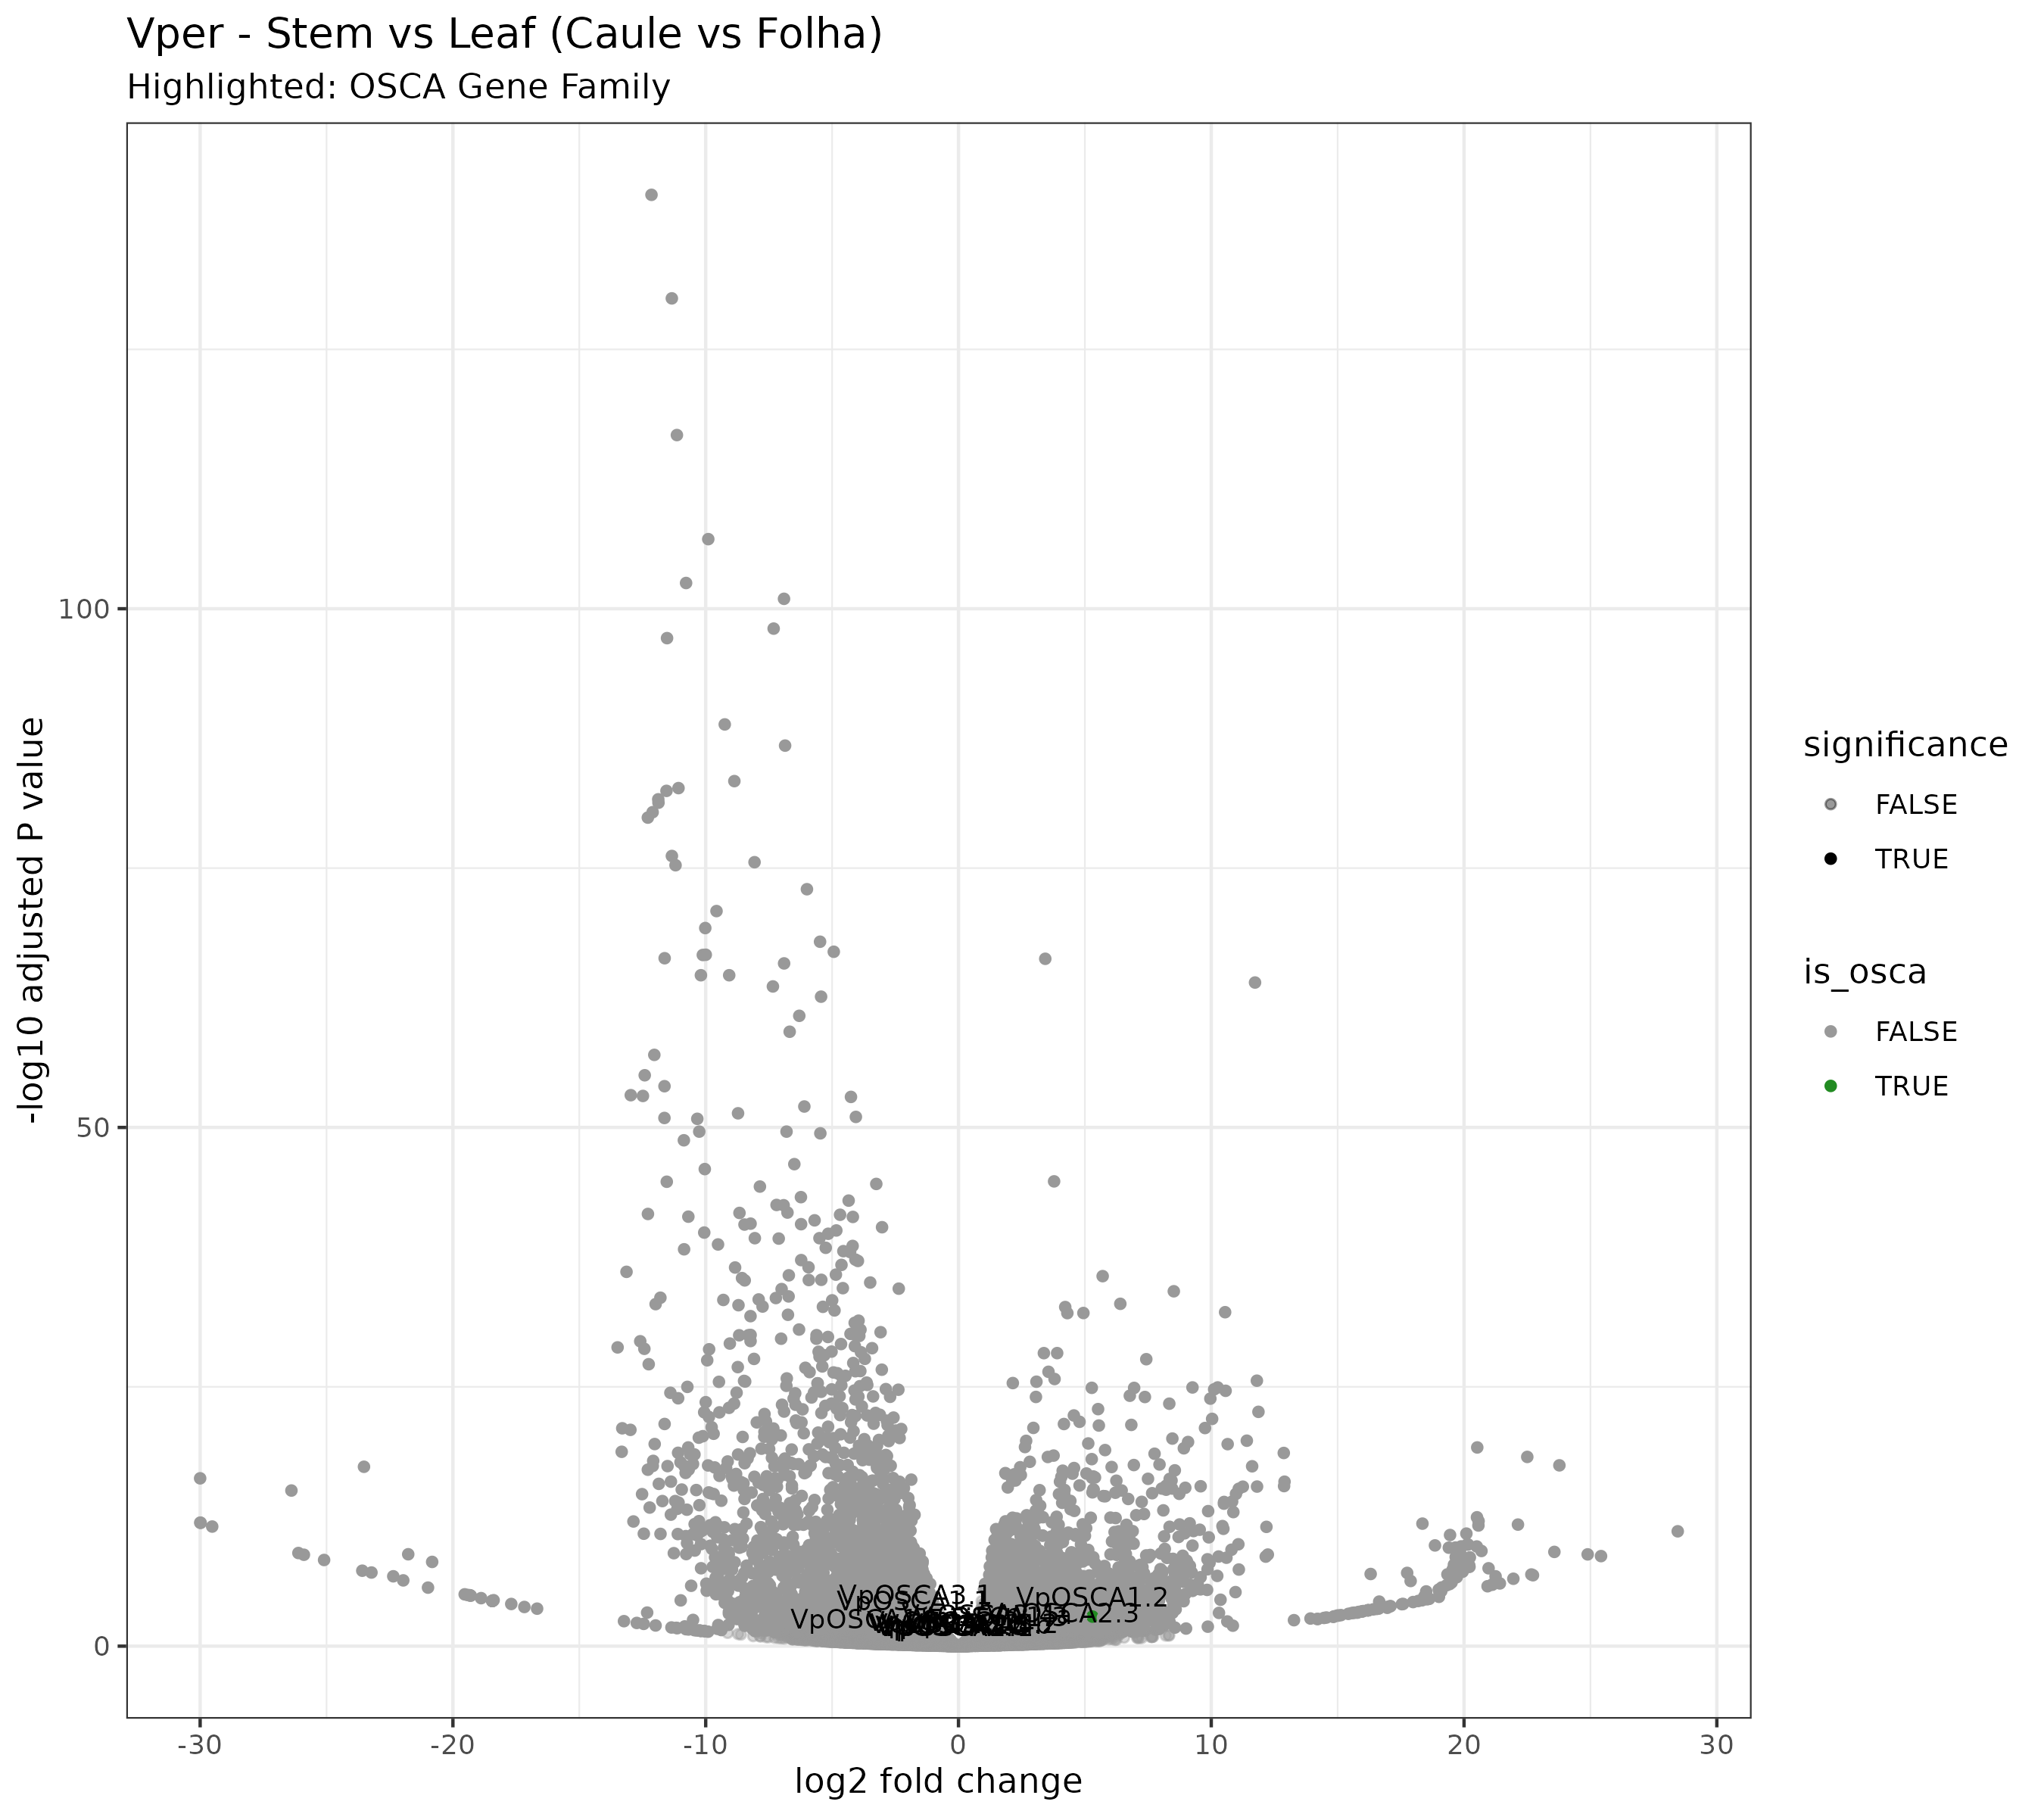 Vper - Stem vs Leaf (Caule vs Folha)
Highlighted: OSCA Gene Family
-log10 adjusted P value
100
50
0
VpOSCA3.1
VpOSCA1.2
-30 -20 -10 0 10 20 30
log2 fold change
significance
FALSE
TRUE
is_osca
FALSE
TRUE